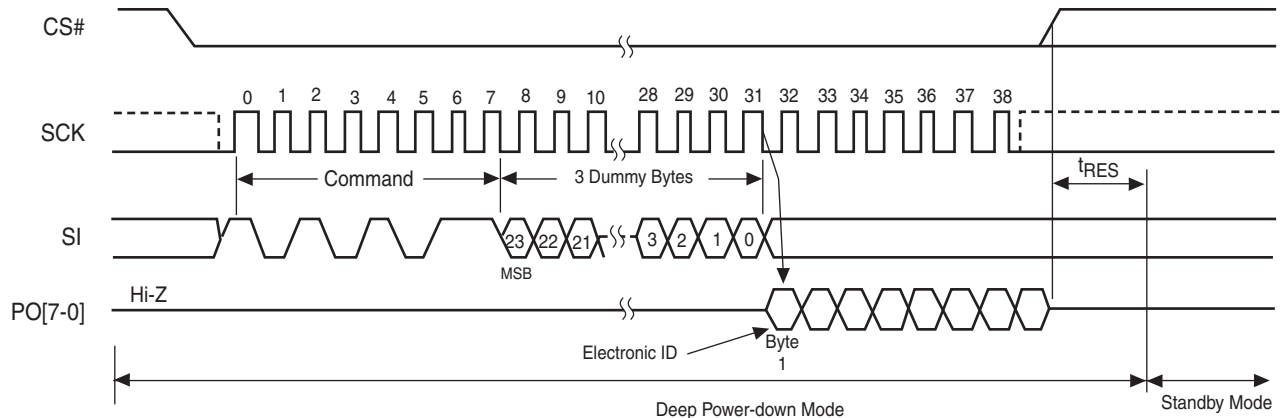 CS#
0 1 2 3 4 5 6 7 8 9 10 28 29 30 31 32 33 34 35 36 37 38
SCK
Command
3 Dummy Bytes
tRES
SI
23 22 21 3 2 1 0
MSB
Hi-Z
PO[7-0]
Electronic ID
Byte
1
Deep Power-down Mode
Standby Mode